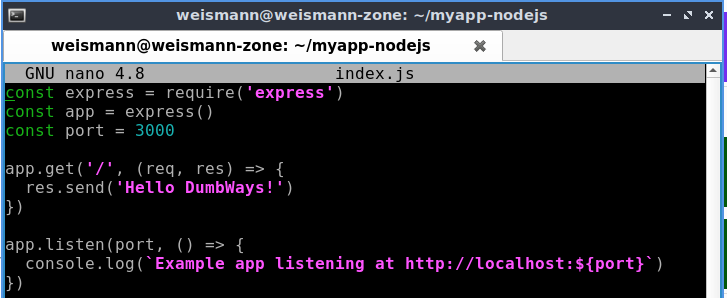 weismann@weismann-zone: ~/myapp-nodejs
weismann@weismann-zone: ~/myapp-nodejs
GNU nano 4.8 index.js
const express = require('express')
const app = express()
const port = 3000
app.get('/', (req, res) => {
  res.send('Hello DumbWays!')
})
app.listen(port, () => {
  console.log(`Example app listening at http://localhost:${port}`)
})